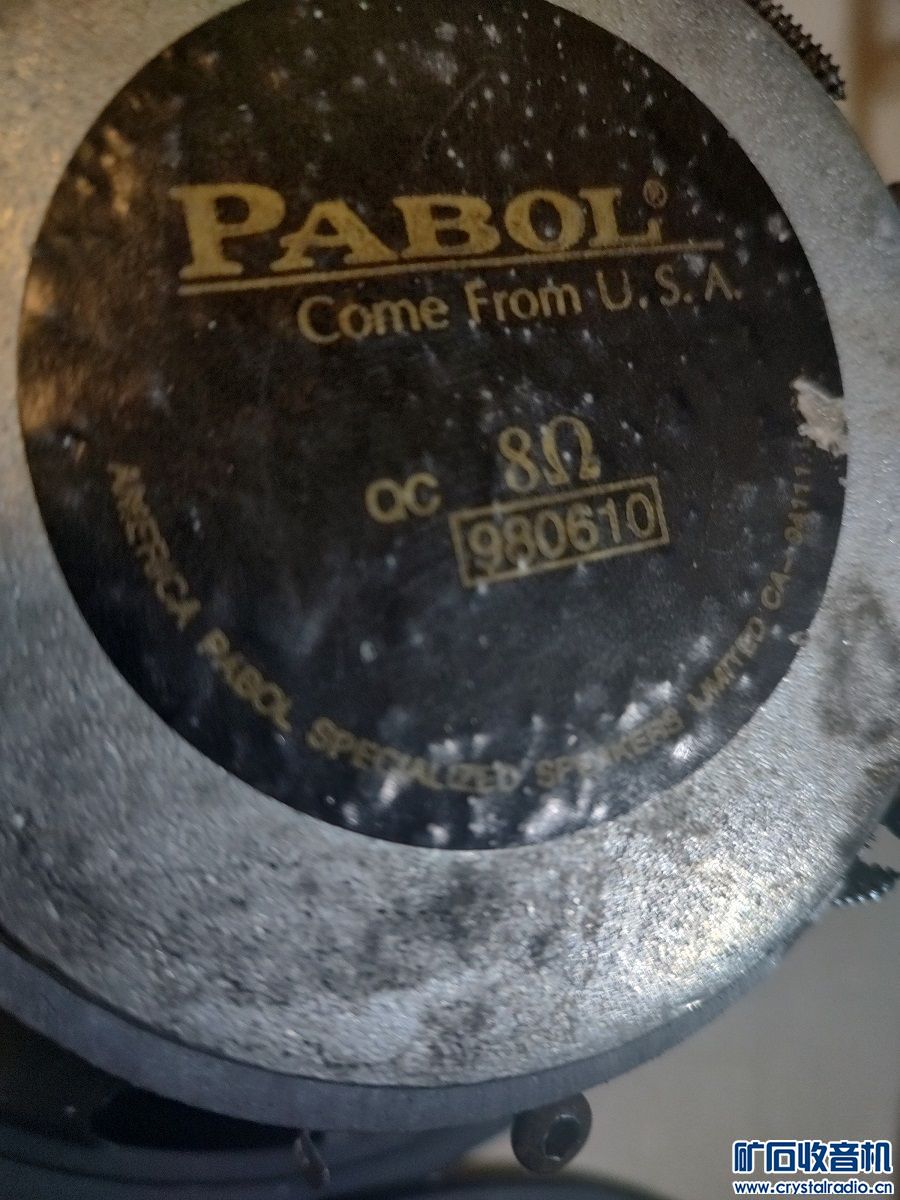 PABOL®
Come From U.S.A.
QC 8Ω
980610
AMERICA PABOL SPECIALIZED SPEAKERS LIMITED CA-94111
矿石收音机
www.crystalradio.cn